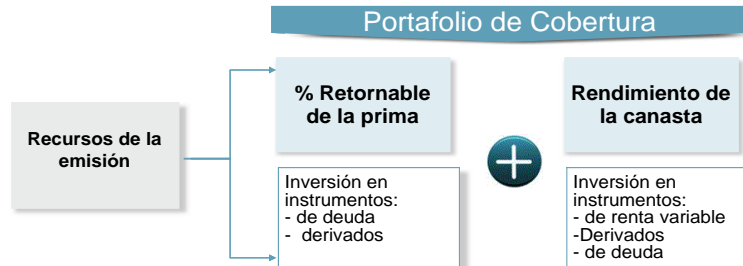 Portafolio de Cobertura
Recursos de la
emisión
% Retornable
de la prima
Inversión en
instrumentos:
- de deuda
- derivados
Rendimiento de
la canasta
Inversión en
instrumentos:
- de renta variable
-Derivados
- de deuda